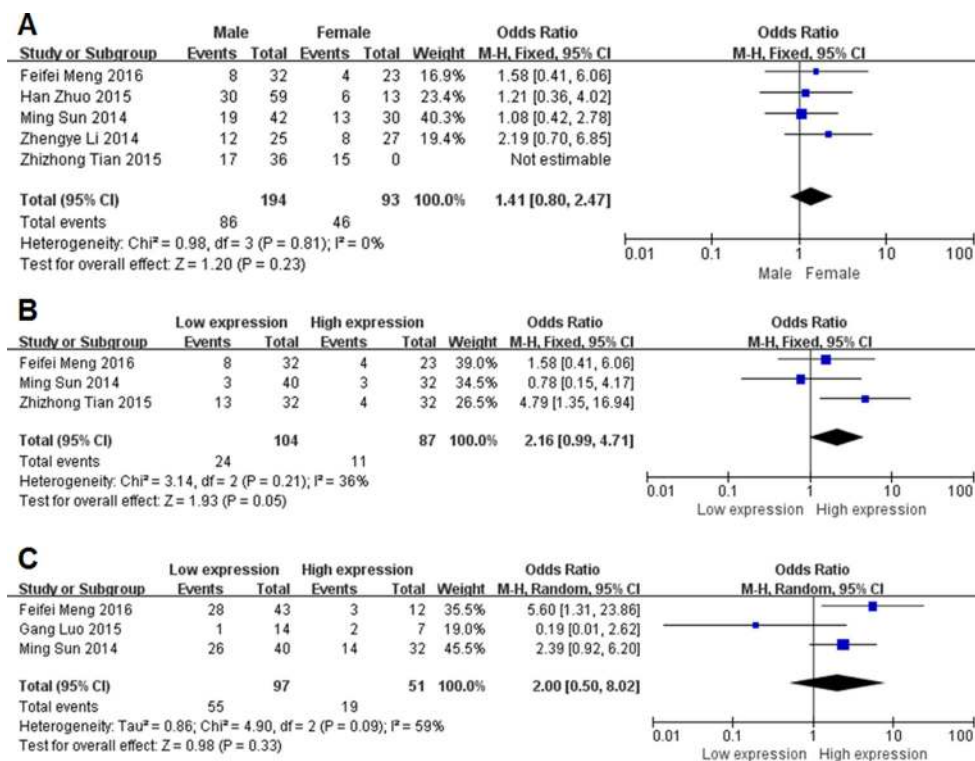 A
Male Female Odds Ratio Odds Ratio
Study or Subgroup Events Total Events Total Weight M-H, Fixed, 95% CI M-H, Fixed, 95% CI
Feifei Meng 2016 8 32 4 23 16.9% 1.58 [0.41, 6.06]
Han Zhuo 2015 30 59 6 13 23.4% 1.21 [0.36, 4.02]
Ming Sun 2014 19 42 13 30 40.3% 1.08 [0.42, 2.78]
Zhengye Li 2014 12 25 8 27 19.4% 2.19 [0.70, 6.85]
Zhizhong Tian 2015 17 36 15 0 Not estimable
Total (95% CI) 194 93 100.0% 1.41 [0.80, 2.47]
Total events 86 46
Heterogeneity: Chi² = 0.98, df = 3 (P = 0.81); I² = 0%
Test for overall effect: Z = 1.20 (P = 0.23)
0.01 0.1 1 10 100
Male Female
B
Low expression High expression Odds Ratio Odds Ratio
Study or Subgroup Events Total Events Total Weight M-H, Fixed, 95% CI M-H, Fixed, 95% CI
Feifei Meng 2016 8 32 4 23 39.0% 1.58 [0.41, 6.06]
Ming Sun 2014 3 40 3 32 34.5% 0.78 [0.15, 4.17]
Zhizhong Tian 2015 13 32 4 32 26.5% 4.79 [1.35, 16.94]
Total (95% CI) 104 87 100.0% 2.16 [0.99, 4.71]
Total events 24 11
Heterogeneity: Chi² = 3.14, df = 2 (P = 0.21); I² = 36%
Test for overall effect: Z = 1.93 (P = 0.05)
0.01 0.1 1 10 100
Low expression High expression
C
Low expression High expression Odds Ratio Odds Ratio
Study or Subgroup Events Total Events Total Weight M-H, Random, 95% CI M-H, Random, 95% CI
Feifei Meng 2016 28 43 3 12 35.5% 5.60 [1.31, 23.86]
Gang Luo 2015 1 14 2 7 19.0% 0.19 [0.01, 2.62]
Ming Sun 2014 26 40 14 32 45.5% 2.39 [0.92, 6.20]
Total (95% CI) 97 51 100.0% 2.00 [0.50, 8.02]
Total events 55 19
Heterogeneity: Tau² = 0.86; Chi² = 4.90, df = 2 (P = 0.09); I² = 59%
Test for overall effect: Z = 0.98 (P = 0.33)
0.01 0.1 1 10 100
Low expression High expression